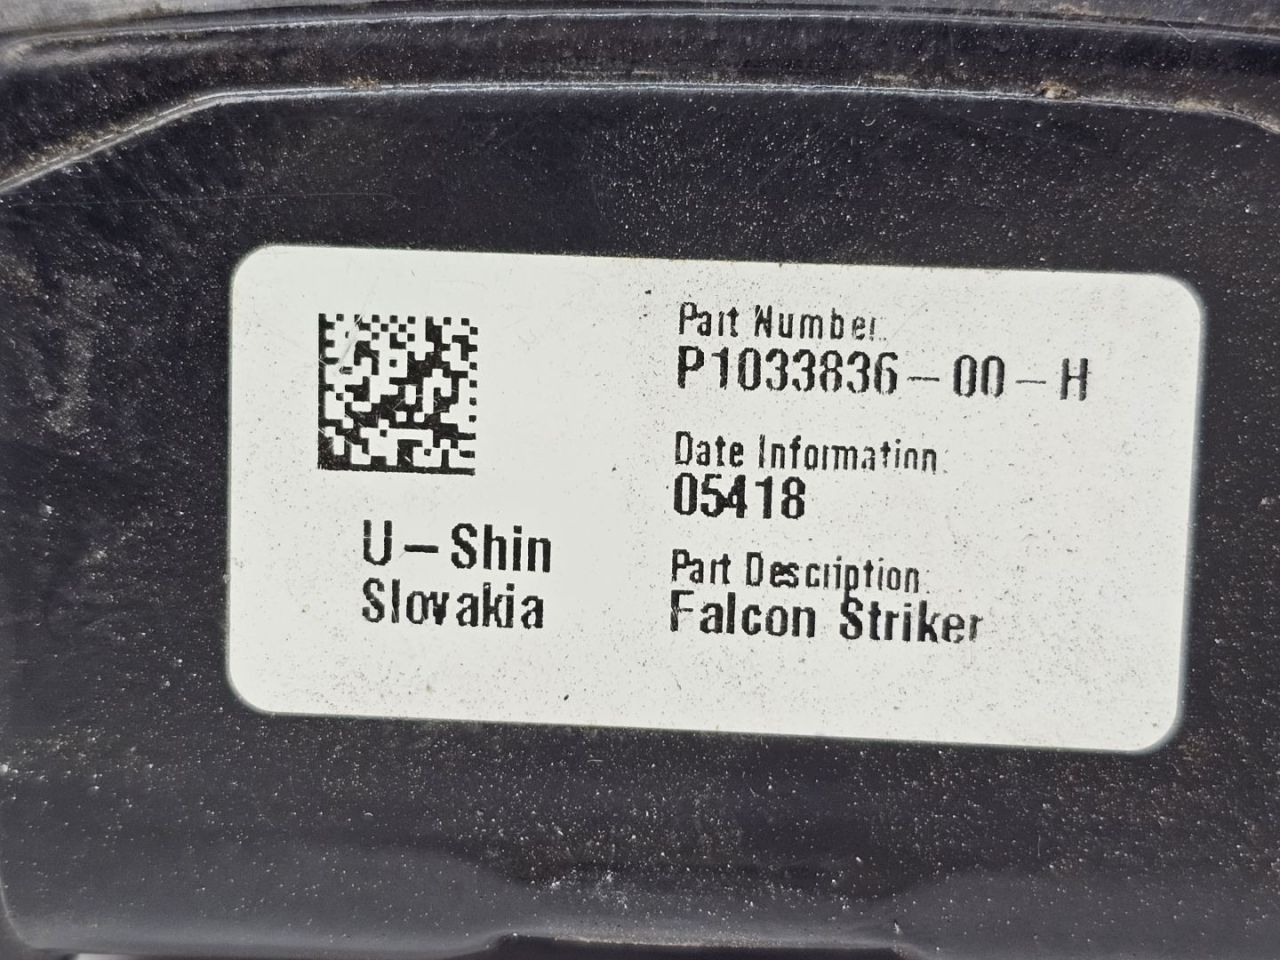 Part Number:
P1033836-00-H
Date Information:
05418
Part Description:
Falcon Striker
U-Shin
Slovakia